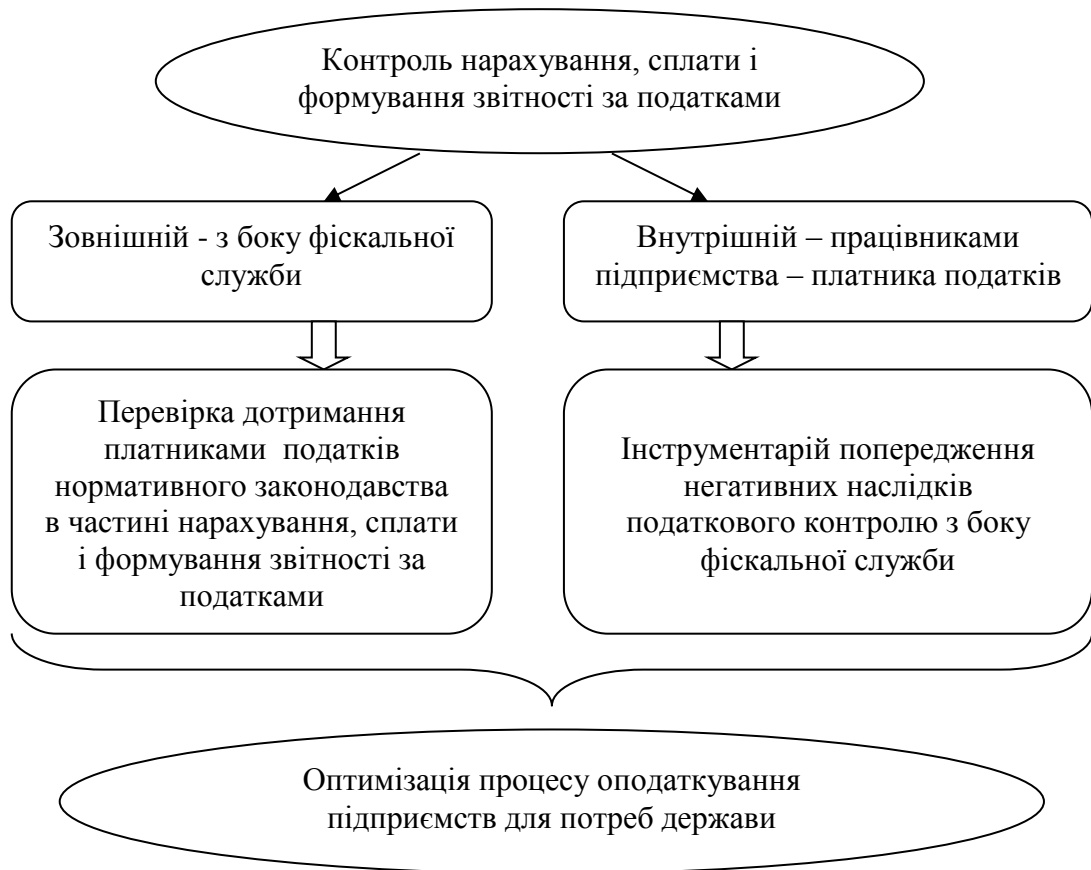 Контроль нарахування, сплати і
формування звітності за податками
Зовнішній - з боку фіскальної
служби
Внутрішній – працівниками
підприємства – платника податків
Перевірка дотримання
платниками податків
нормативного законодавства
в частині нарахування, сплати
і формування звітності за
податками
Інструментарій попередження
негативних наслідків
податкового контролю з боку
фіскальної служби
Оптимізація процесу оподаткування
підприємств для потреб держави